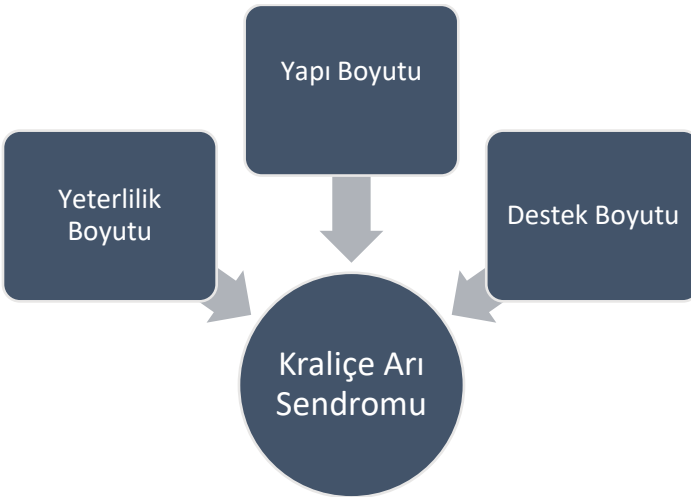 Yapı Boyutu
Yeterlilik
Boyutu
Destek Boyutu
Kraliçe Arı
Sendromu